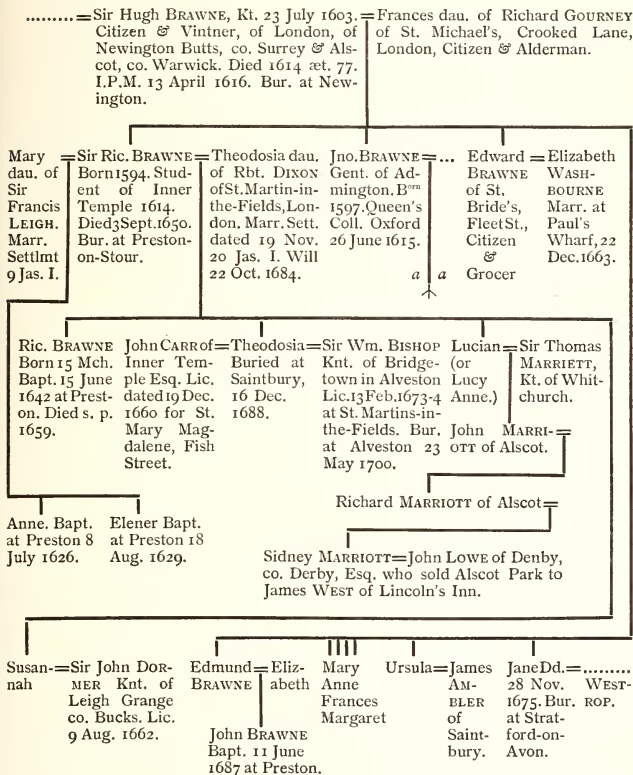 .........=Sir Hugh BRAWNE, Kt. 23 July 1603.=Frances dau. of Richard GOURNEY
Citizen & Vintner, of London, of
Newington Butts, co. Surrey & Als-
cot, co. Warwick. Died 1614 æt. 77.
I.P.M. 13 April 1616. Bur. at New-
ington.
of St. Michael's, Crooked Lane,
London, Citizen & Alderman.
Mary
dau. of
Sir
Francis
LEIGH.
Marr.
Settlmt
9 Jas. I.
=Sir Ric. BRAWNE=
Born 1594. Stud-
ent of Inner
Temple 1614.
Died 3 Sept. 1650.
Bur. at Preston-
on-Stour.
Theodosia dau.
of Rbt. DIXON
of St. Martin-in-
the-Fields, Lon-
don. Marr. Sett.
dated 19 Nov.
20 Jas. I. Will
22 Oct. 1684.
Jno. BRAWNE=...
Gent. of Ad-
mington. Born
1597. Queen's
Coll. Oxford
26 June 1615.
a a
Edward=
BRAWNE
of St.
Bride's,
Fleet St.,
Citizen
&
Grocer
Elizabeth
WASH-
BOURNE
Marr. at
Paul's
Wharf, 22
Dec. 1663.
Ric. BRAWNE
Born 15 Mch.
Bapt. 15 June
1642 at Prest-
on. Died s. p.
1659.
John CARR of=
Inner Tem-
ple Esq. Lic.
dated 19 Dec.
1660 for St.
Mary Mag-
dalene, Fish
Street.
Theodosia=
Buried at
Saintbury,
16 Dec.
1688.
Sir Wm. BISHOP
Knt. of Bridge-
town in Alveston
Lic. 13 Feb. 1673-4
at St. Martins-in-
the-Fields. Bur.
at Alveston 23
May 1700.
Lucian=
(or
Lucy
Anne.)
Sir Thomas
MARRIETT,
Kt. of Whit-
church.
John MARRI-=
OTT of Alscot.
Richard MARRIOTT of Alscot=
Anne. Bapt.
at Preston 8
July 1626.
Elener Bapt.
at Preston 18
Aug. 1629.
Sidney MARRIOTT=John LOWE of Denby,
co. Derby, Esq. who sold Alscot Park to
James WEST of Lincoln's Inn.
Susan-=
nah
Sir John DOR-
MER Knt. of
Leigh Grange
co. Bucks. Lic.
9 Aug. 1662.
Edmund=
BRAWNE
Eliz-
abeth
John BRAWNE
Bapt. 11 June
1687 at Preston.
Mary
Anne
Frances
Margaret
Ursula=
James
AM-
BLER
of
Saint-
bury.
Jane Dd.=.........
28 Nov.
1675. Bur.
at Strat-
ford-on-
Avon.
WEST-
ROP.